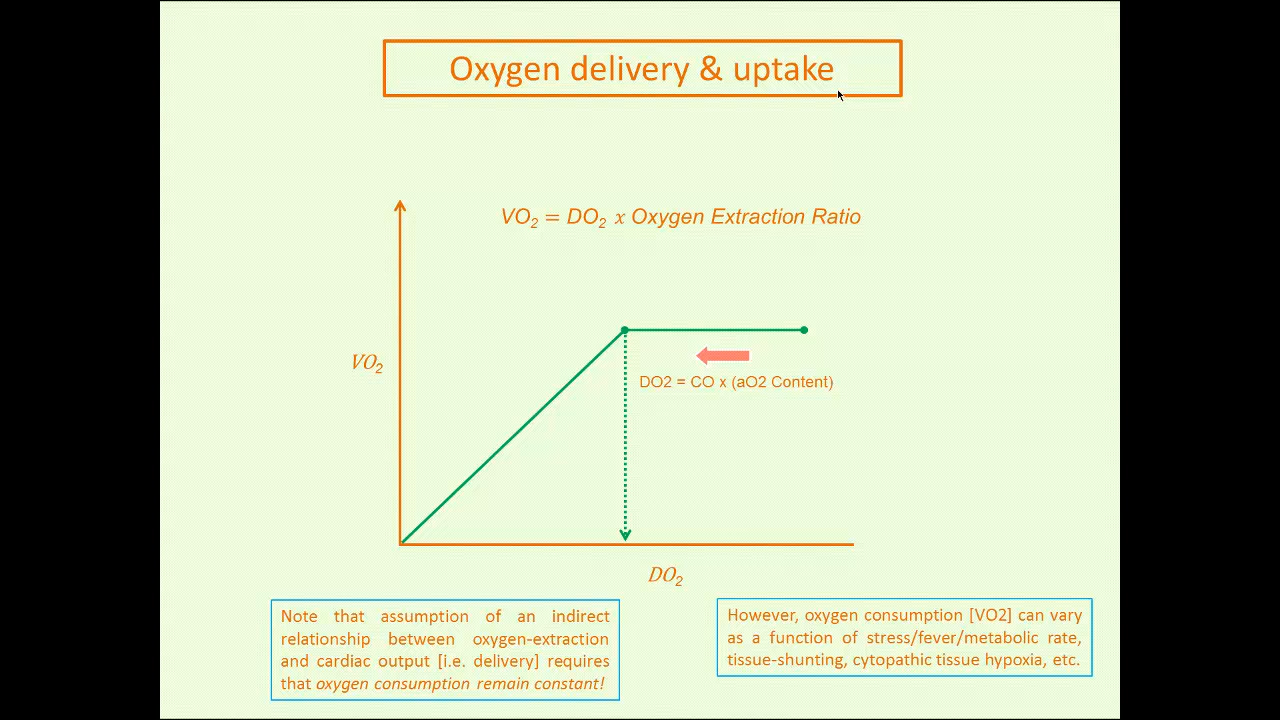 Oxygen delivery & uptake
VO₂ = DO₂ x Oxygen Extraction Ratio
VO₂
DO2 = CO x (aO2 Content)
DO₂
Note that assumption of an indirect
relationship between oxygen-extraction
and cardiac output [i.e. delivery] requires
that oxygen consumption remain constant!
However, oxygen consumption [VO2] can vary
as a function of stress/fever/metabolic rate,
tissue-shunting, cytopathic tissue hypoxia, etc.